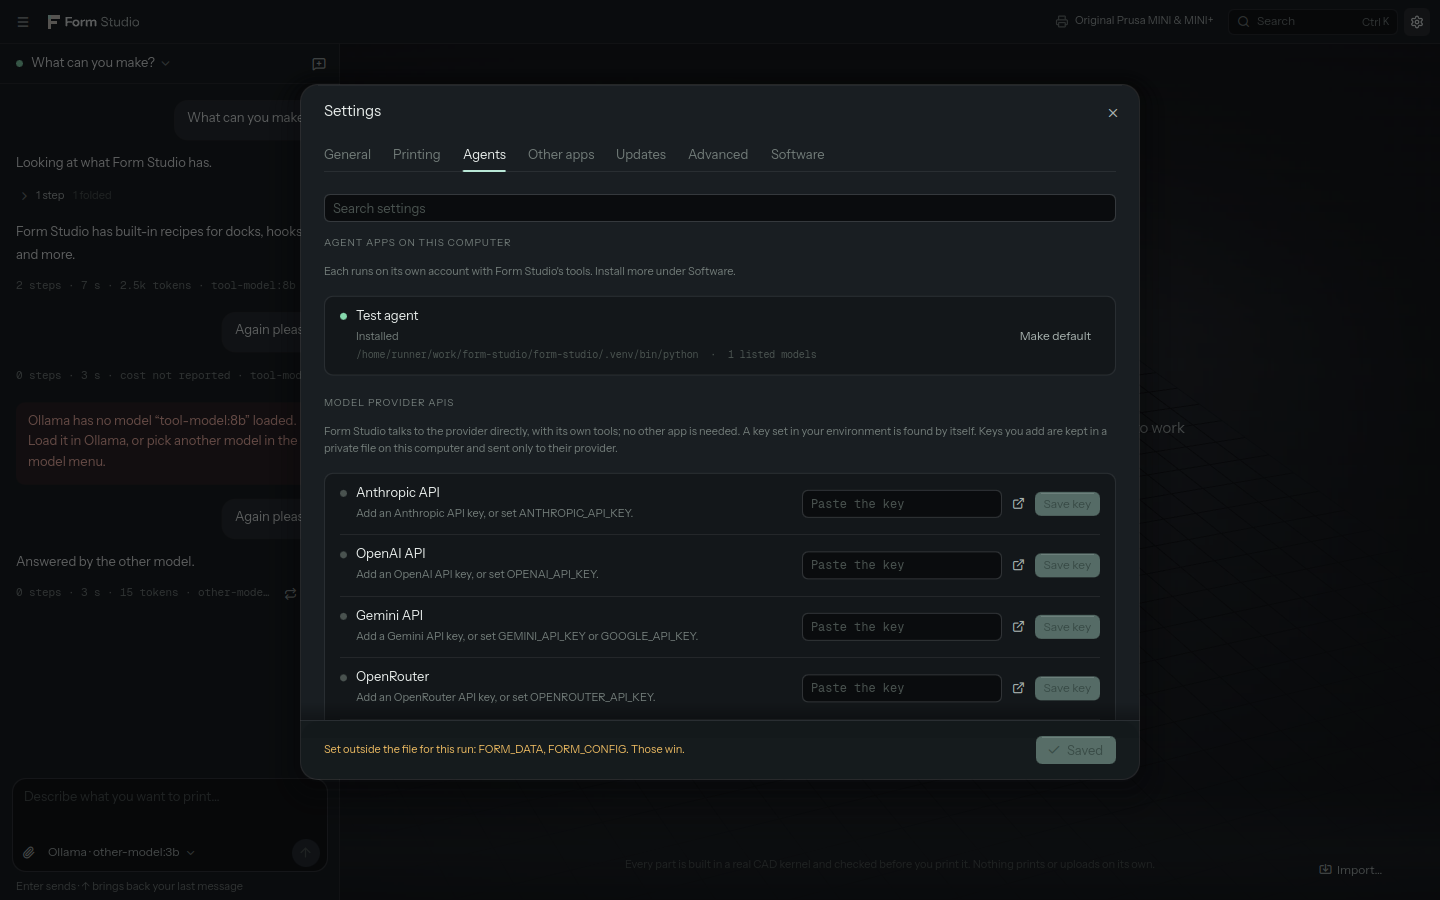 Form Studio
Original Prusa MINI & MINI+
Search
Ctrl K
What can you make?
What can you make
Looking at what Form Studio has.
1 step 1 folded
Form Studio has built-in recipes for docks, hooks
and more.
2 steps · 7 s · 2.5k tokens · tool-model:8b
Again pleas
0 steps · 3 s · cost not reported · tool-mod
Ollama has no model “tool-model:8b” loaded.
Load it in Ollama, or pick another model in the
model menu.
Again pleas
Answered by the other model.
0 steps · 3 s · 15 tokens · other-mode…
Describe what you want to print…
Ollama · other-model:3b
Enter sends · ↑ brings back your last message
Settings
General
Printing
Agents
Other apps
Updates
Advanced
Software
Search settings
AGENT APPS ON THIS COMPUTER
Each runs on its own account with Form Studio's tools. Install more under Software.
Test agent
Installed
/home/runner/work/form-studio/form-studio/.venv/bin/python · 1 listed models
Make default
MODEL PROVIDER APIS
Form Studio talks to the provider directly, with its own tools; no other app is needed. A key set in your environment is found by itself. Keys you add are kept in a
private file on this computer and sent only to their provider.
Anthropic API
Add an Anthropic API key, or set ANTHROPIC_API_KEY.
Paste the key
Save key
OpenAI API
Add an OpenAI API key, or set OPENAI_API_KEY.
Paste the key
Save key
Gemini API
Add a Gemini API key, or set GEMINI_API_KEY or GOOGLE_API_KEY.
Paste the key
Save key
OpenRouter
Add an OpenRouter API key, or set OPENROUTER_API_KEY.
Paste the key
Save key
Set outside the file for this run: FORM_DATA, FORM_CONFIG. Those win.
Saved
o work
Every part is built in a real CAD kernel and checked before you print it. Nothing prints or uploads on its own.
Import…